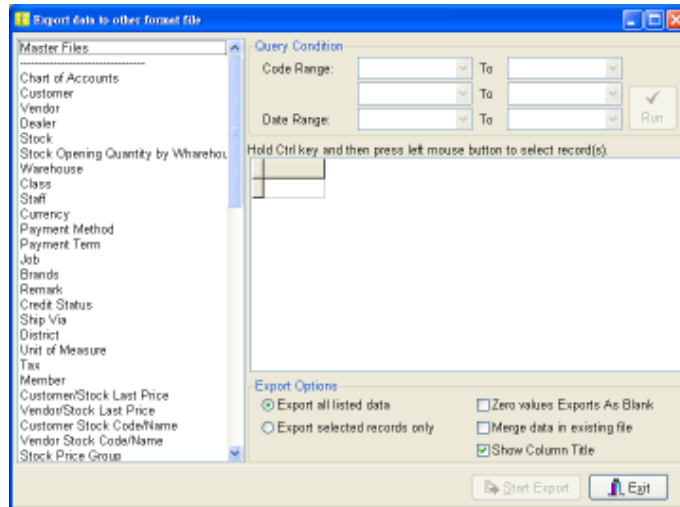 Export data to other format file
Master Files
--------------------------------
Chart of Accounts
Customer
Vendor
Dealer
Stock
Stock Opening Quantity by Wharehou
Warehouse
Class
Staff
Currency
Payment Method
Payment Term
Job
Brands
Remark
Credit Status
Ship Via
District
Unit of Measure
Tax
Member
Customer/Stock Last Price
Vendor/Stock Last Price
Customer Stock Code/Name
Vendor Stock Code/Name
Stock Price Group
Query Condition
Code Range: To
To
Date Range: To
Run
Hold Ctrl key and then press left mouse button to select record(s).
Export Options
Export all listed data
Zero values Exports As Blank
Export selected records only
Merge data in existing file
Show Column Title
Start Export
Exit